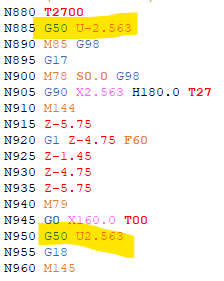 N880 T2700
N885 G50 U-2.563
N890 M85 G98
N895 G17
N900 M78 S0.0 G98
N905 G90 X2.563 H180.0 T27
N910 M144
N915 Z-5.75
N920 G1 Z-4.75 F60
N925 Z-1.45
N930 Z-4.75
N935 Z-5.75
N940 M79
N945 G0 X160.0 T00
N950 G50 U2.563
N955 G18
N960 M145